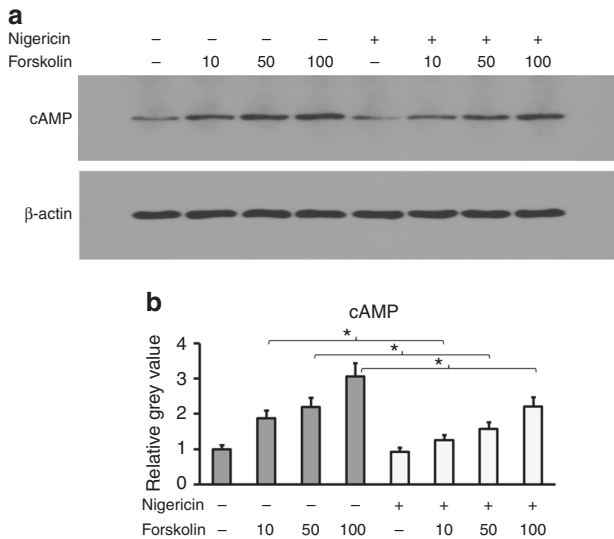 a
Nigericin – – – – + + + +
Forskolin – 10 50 100 – 10 50 100
cAMP
β-actin
b
cAMP
* * *
Relative grey value
4
3
2
1
0
Nigericin – – – – + + + +
Forskolin – 10 50 100 – 10 50 100